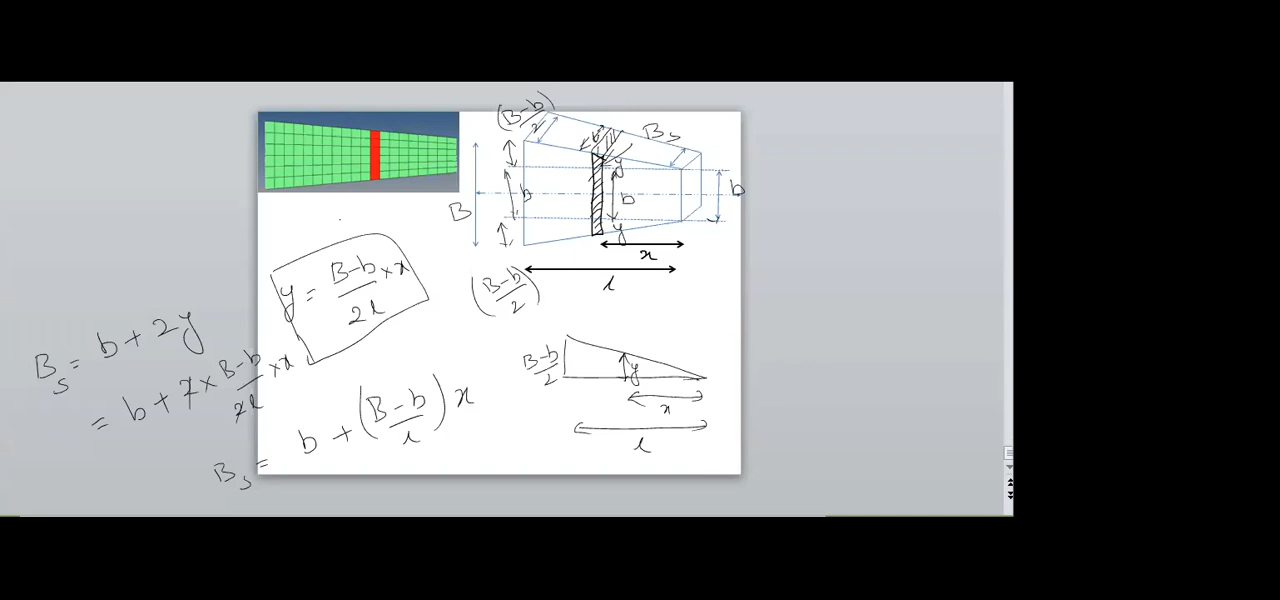 (B-b/2)
B_s
y
b
b
b
B
y
x
l
(B-b/2)
y = B-b/2l × x
B_s = b + 2y
= b + 2 × B-b/2l × x
B_s = b + (B-b/l) x
B-b/2
y
x
l